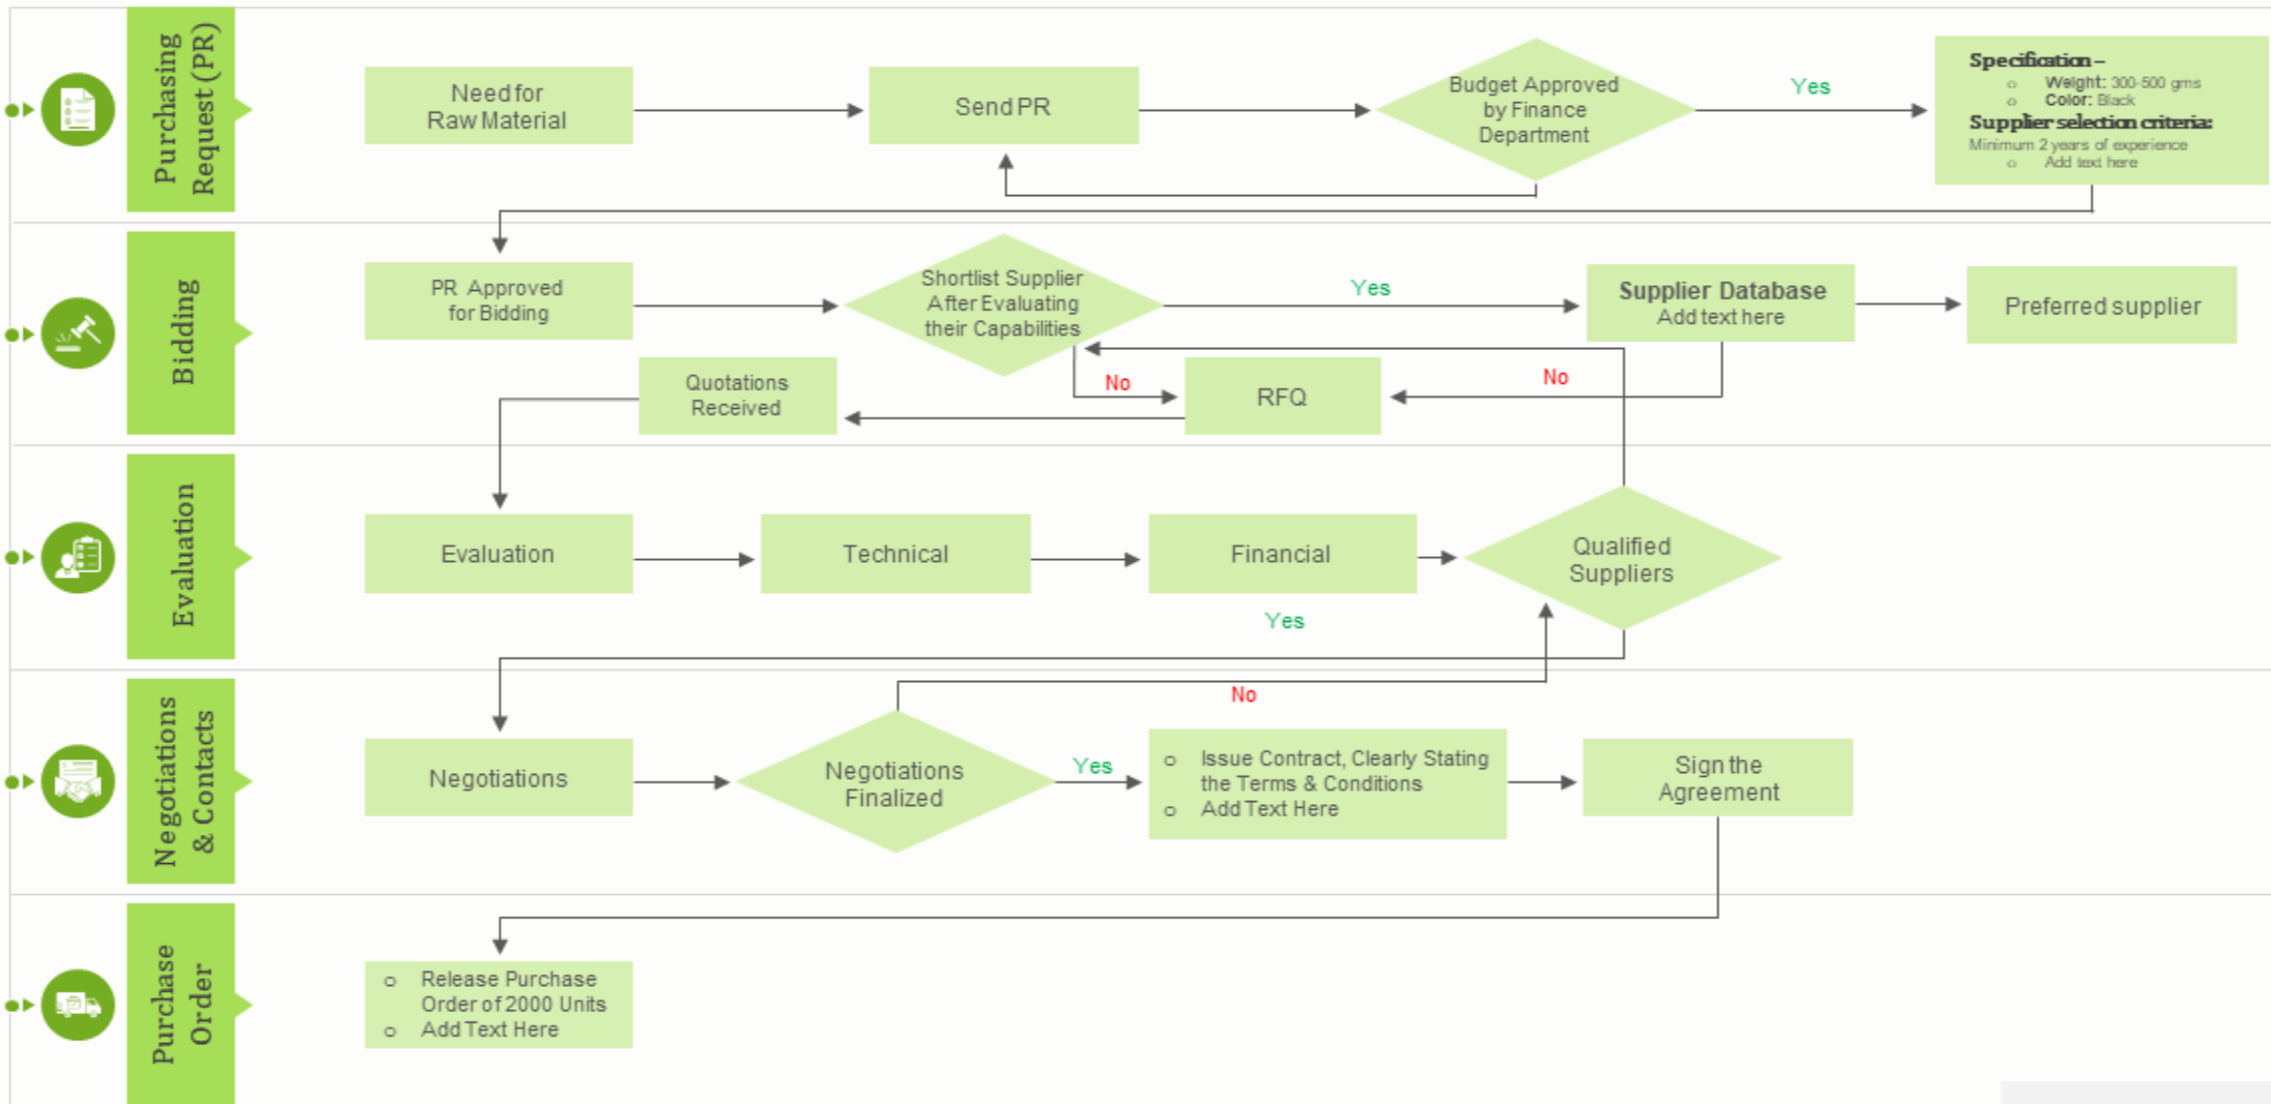 Purchasing
Request (PR)
Need for
Raw Material
Send PR
Budget Approved
by Finance
Department
Yes
Specification –
o Weight: 300-500 gms
o Color: Black
Supplier selection criteria:
Minimum 2 years of experience
o Add text here
Bidding
PR Approved
for Bidding
Shortlist Supplier
After Evaluating
their Capabilities
Yes
Supplier Database
Add text here
Preferred supplier
Quotations
Received
No
RFQ
No
Evaluation
Evaluation
Technical
Financial
Qualified
Suppliers
Yes
Negotiations
& Contacts
No
Negotiations
Negotiations
Finalized
Yes
o Issue Contract, Clearly Stating
the Terms & Conditions
o Add Text Here
Sign the
Agreement
Purchase
Order
o Release Purchase
Order of 2000 Units
o Add Text Here